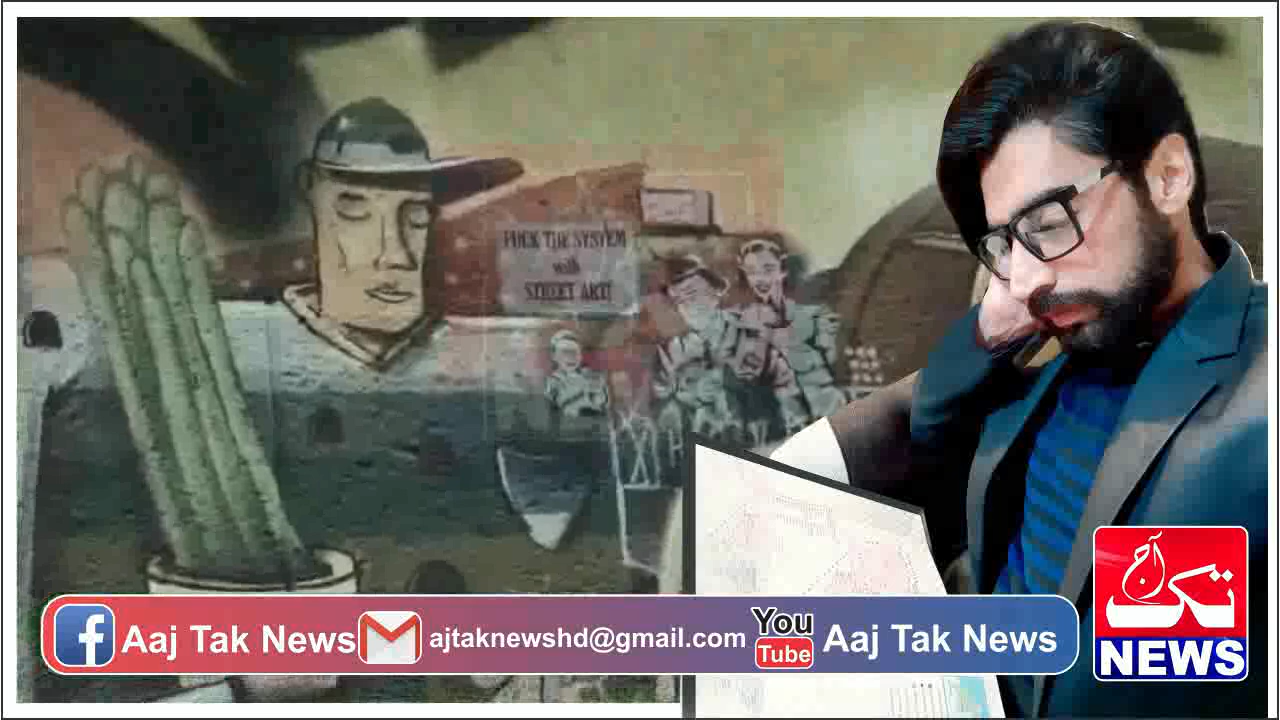 FUCK THE SYSTEM
with
STREET ART!
Aaj Tak News
ajtaknewshd@gmail.com
You
Tube
Aaj Tak News
آج تک
NEWS